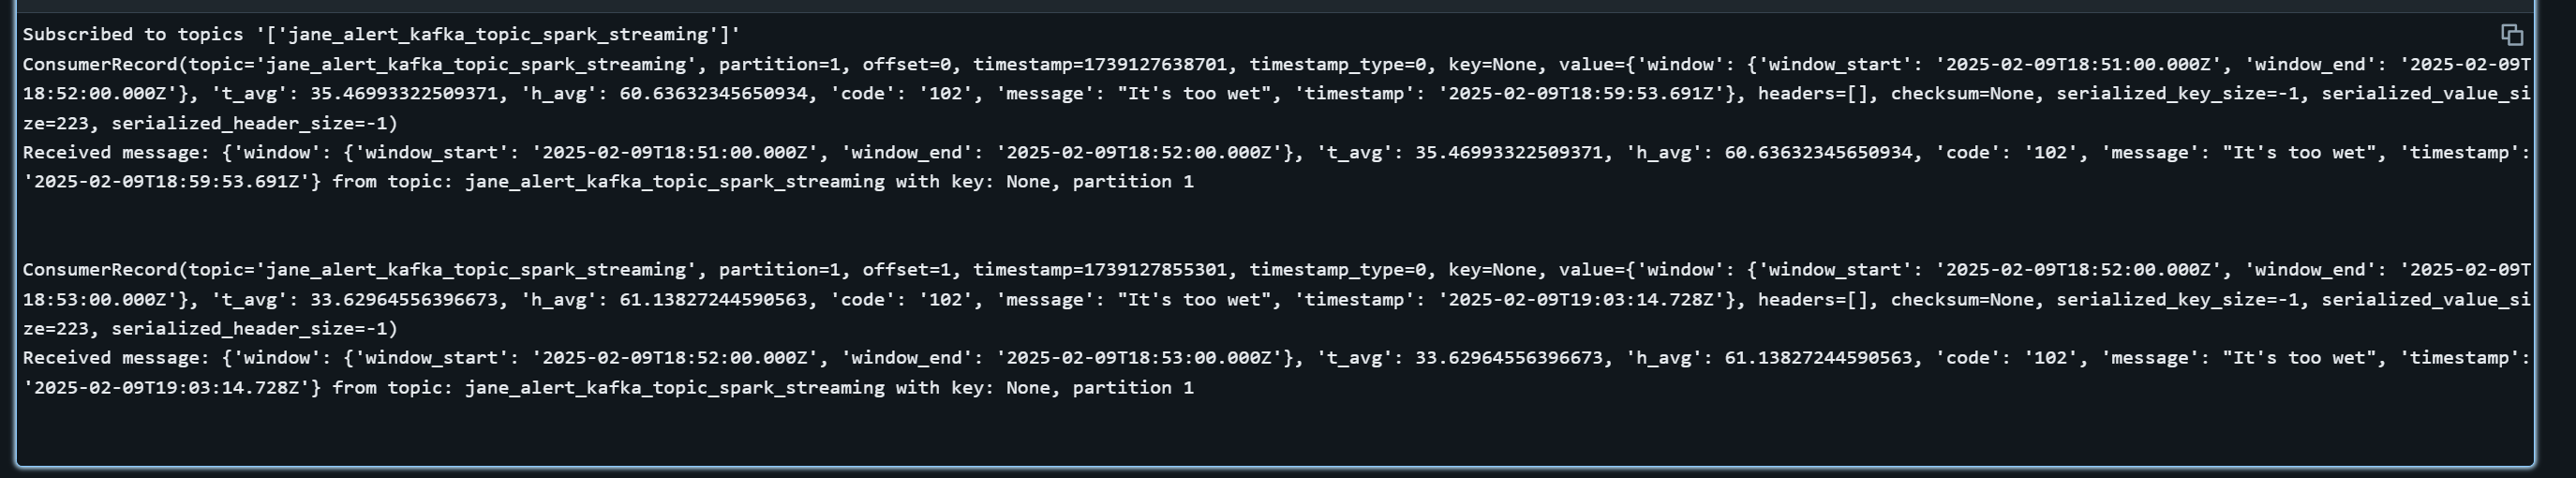 Subscribed to topics '['jane_alert_kafka_topic_spark_streaming']'
ConsumerRecord(topic='jane_alert_kafka_topic_spark_streaming', partition=1, offset=0, timestamp=1739127638701, timestamp_type=0, key=None, value={'window': {'window_start': '2025-02-09T18:51:00.000Z', 'window_end': '2025-02-09T
18:52:00.000Z'}, 't_avg': 35.46993322509371, 'h_avg': 60.63632345650934, 'code': '102', 'message': "It's too wet", 'timestamp': '2025-02-09T18:59:53.691Z'}, headers=[], checksum=None, serialized_key_size=-1, serialized_value_si
ze=223, serialized_header_size=-1)
Received message: {'window': {'window_start': '2025-02-09T18:51:00.000Z', 'window_end': '2025-02-09T18:52:00.000Z'}, 't_avg': 35.46993322509371, 'h_avg': 60.63632345650934, 'code': '102', 'message': "It's too wet", 'timestamp':
'2025-02-09T18:59:53.691Z'} from topic: jane_alert_kafka_topic_spark_streaming with key: None, partition 1
ConsumerRecord(topic='jane_alert_kafka_topic_spark_streaming', partition=1, offset=1, timestamp=1739127855301, timestamp_type=0, key=None, value={'window': {'window_start': '2025-02-09T18:52:00.000Z', 'window_end': '2025-02-09T
18:53:00.000Z'}, 't_avg': 33.62964556396673, 'h_avg': 61.13827244590563, 'code': '102', 'message': "It's too wet", 'timestamp': '2025-02-09T19:03:14.728Z'}, headers=[], checksum=None, serialized_key_size=-1, serialized_value_si
ze=223, serialized_header_size=-1)
Received message: {'window': {'window_start': '2025-02-09T18:52:00.000Z', 'window_end': '2025-02-09T18:53:00.000Z'}, 't_avg': 33.62964556396673, 'h_avg': 61.13827244590563, 'code': '102', 'message': "It's too wet", 'timestamp':
'2025-02-09T19:03:14.728Z'} from topic: jane_alert_kafka_topic_spark_streaming with key: None, partition 1